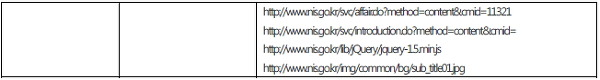 http://www.nis.go.kr/svc/affair.do?method=content&cmid=11321
http://www.nis.go.kr/svc/introduction.do?method=content&cmid=
http://www.nis.go.kr/lib/jQuery/jquery-1.5.min.js
http://www.nis.go.kr/img/common/bg/sub_title01.jpg